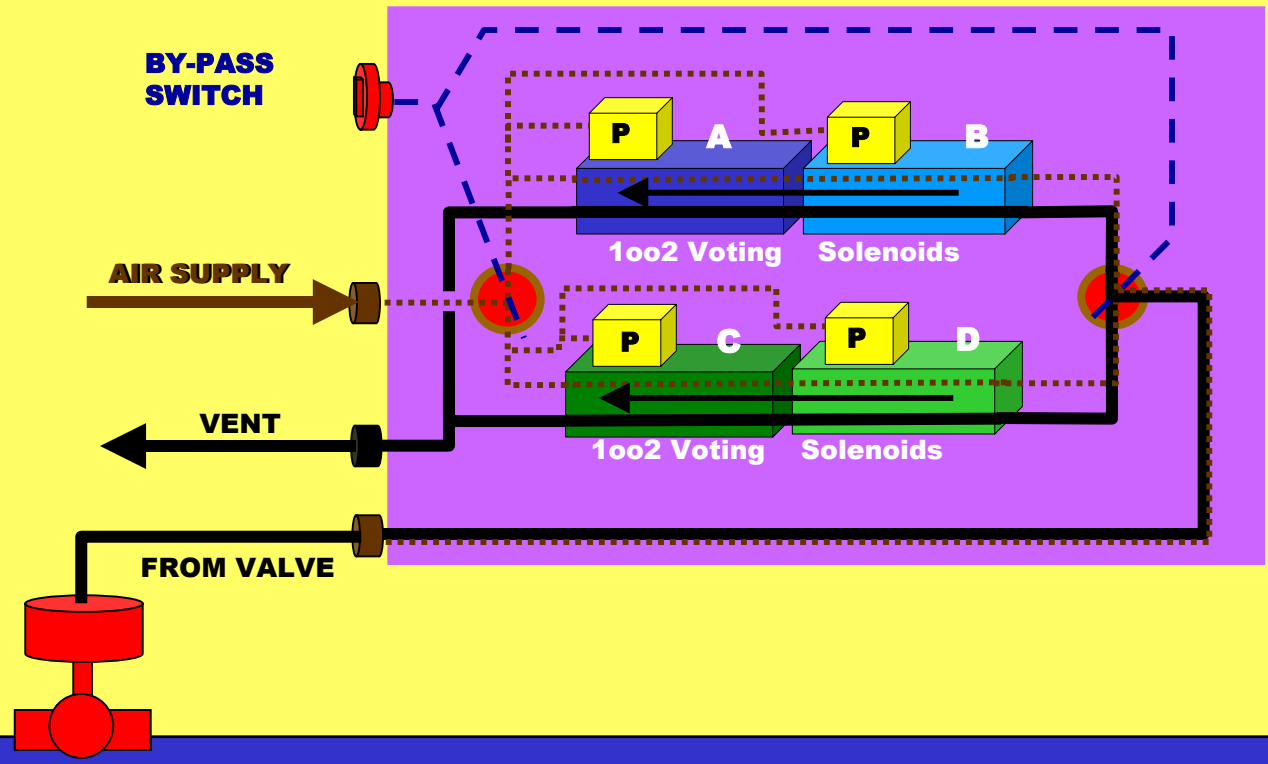 BY-PASS
SWITCH
P
A
P
B
1oo2 Voting
Solenoids
AIR SUPPLY
P
C
P
D
VENT
1oo2 Voting
Solenoids
FROM VALVE